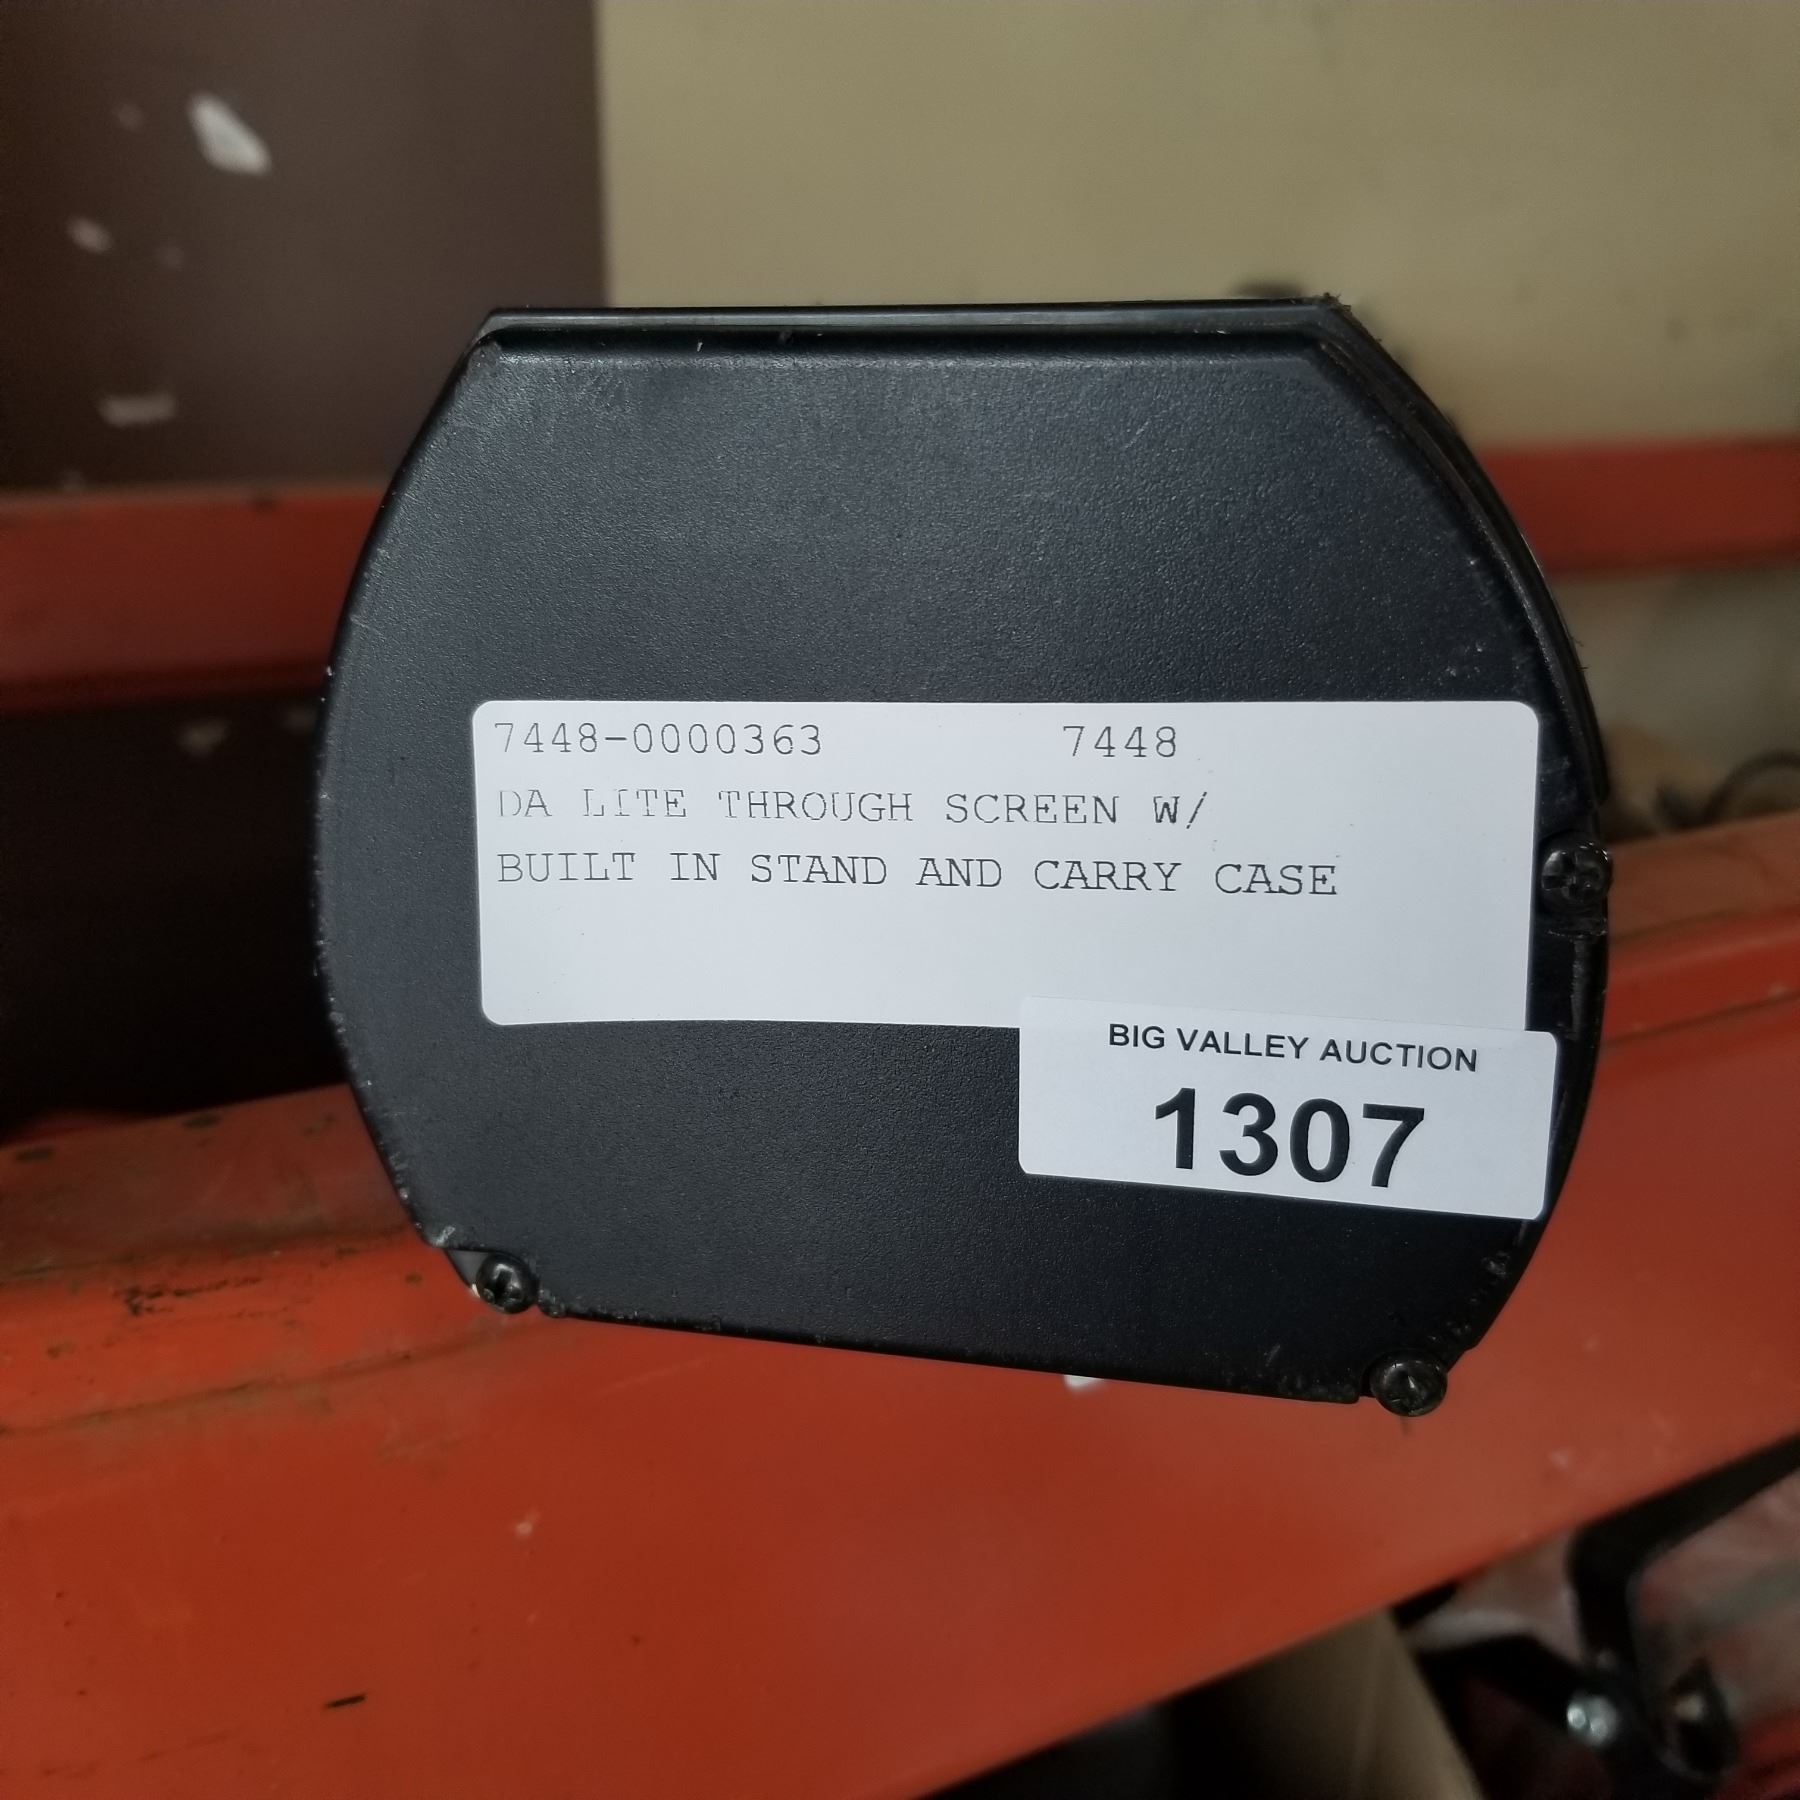 7448-0000363 7448
DA LITE THROUGH SCREEN W/
BUILT IN STAND AND CARRY CASE
BIG VALLEY AUCTION
1307